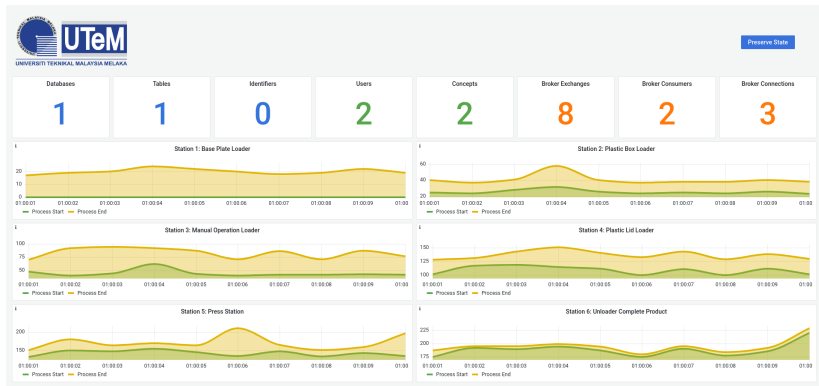 UTeM
UNIVERSITI TEKNIKAL MALAYSIA MELAKA
Preserve State
Databases Tables Identifiers Users Concepts Broker Exchanges Broker Consumers Broker Connections
1 1 0 2 2 8 2 3
Station 1: Base Plate Loader
20
10
0
01:00:01 01:00:02 01:00:03 01:00:04 01:00:05 01:00:06 01:00:07 01:00:08 01:00:09 01:00
Process Start Process End
Station 2: Plastic Box Loader
60
40
20
01:00:01 01:00:02 01:00:03 01:00:04 01:00:05 01:00:06 01:00:07 01:00:08 01:00:09 01:00
Process Start Process End
Station 3: Manual Operation Loader
100
75
50
01:00:01 01:00:02 01:00:03 01:00:04 01:00:05 01:00:06 01:00:07 01:00:08 01:00:09 01:00
Process Start Process End
Station 4: Plastic Lid Loader
150
125
100
01:00:01 01:00:02 01:00:03 01:00:04 01:00:05 01:00:06 01:00:07 01:00:08 01:00:09 01:00
Process Start Process End
Station 5: Press Station
200
150
01:00:01 01:00:02 01:00:03 01:00:04 01:00:05 01:00:06 01:00:07 01:00:08 01:00:09 01:00
Process Start Process End
Station 6: Unloader Complete Product
225
200
175
01:00:01 01:00:02 01:00:03 01:00:04 01:00:05 01:00:06 01:00:07 01:00:08 01:00:09 01:00
Process Start Process End